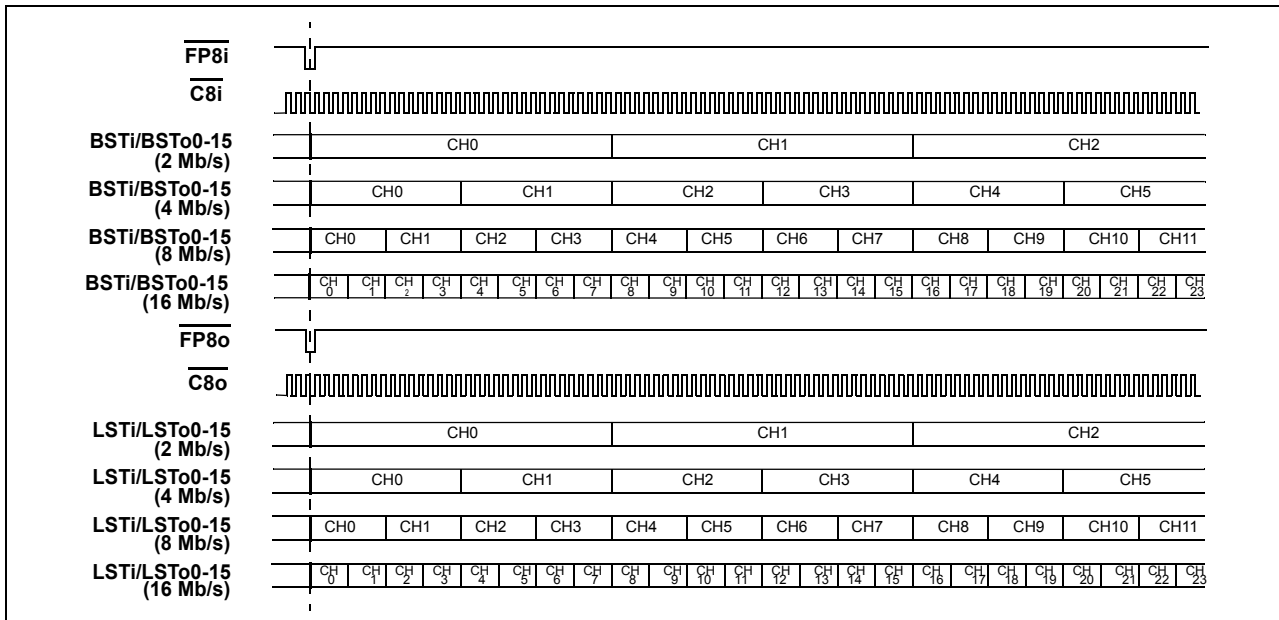 FP8i
C8i
BSTi/BSTo0-15
(2 Mb/s)
CH0 CH1 CH2
BSTi/BSTo0-15
(4 Mb/s)
CH0 CH1 CH2 CH3 CH4 CH5
BSTi/BSTo0-15
(8 Mb/s)
CH0 CH1 CH2 CH3 CH4 CH5 CH6 CH7 CH8 CH9 CH10 CH11
BSTi/BSTo0-15
(16 Mb/s)
CH CH CH CH CH CH CH CH CH CH CH CH CH CH CH CH CH CH CH CH CH CH CH CH
0 1 2 3 4 5 6 7 8 9 10 11 12 13 14 15 16 17 18 19 20 21 22 23
FP8o
C8o
LSTi/LSTo0-15
(2 Mb/s)
CH0 CH1 CH2
LSTi/LSTo0-15
(4 Mb/s)
CH0 CH1 CH2 CH3 CH4 CH5
LSTi/LSTo0-15
(8 Mb/s)
CH0 CH1 CH2 CH3 CH4 CH5 CH6 CH7 CH8 CH9 CH10 CH11
LSTi/LSTo0-15
(16 Mb/s)
CH CH CH CH CH CH CH CH CH CH CH CH CH CH CH CH CH CH CH CH CH CH CH CH
0 1 2 3 4 5 6 7 8 9 10 11 12 13 14 15 16 17 18 19 20 21 22 23